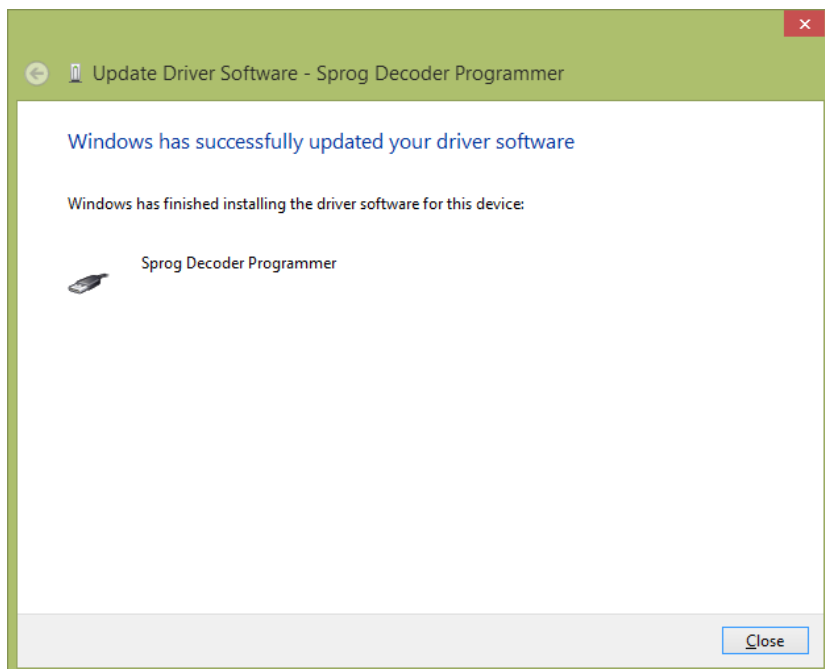 Update Driver Software - Sprog Decoder Programmer
Windows has successfully updated your driver software
Windows has finished installing the driver software for this device:
Sprog Decoder Programmer
Close